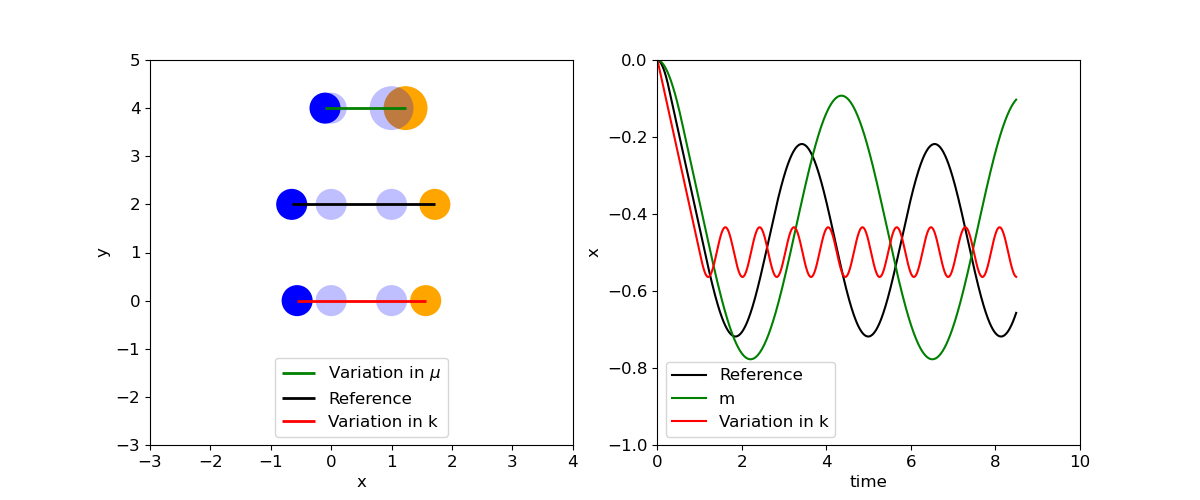 5
4
3
2
1
0
−1
−2
−3
y
−3 −2 −1 0 1 2 3 4
x
Variation in μ
Reference
Variation in k
0.0
−0.2
−0.4
−0.6
−0.8
−1.0
x
0 2 4 6 8 10
time
Reference
m
Variation in k